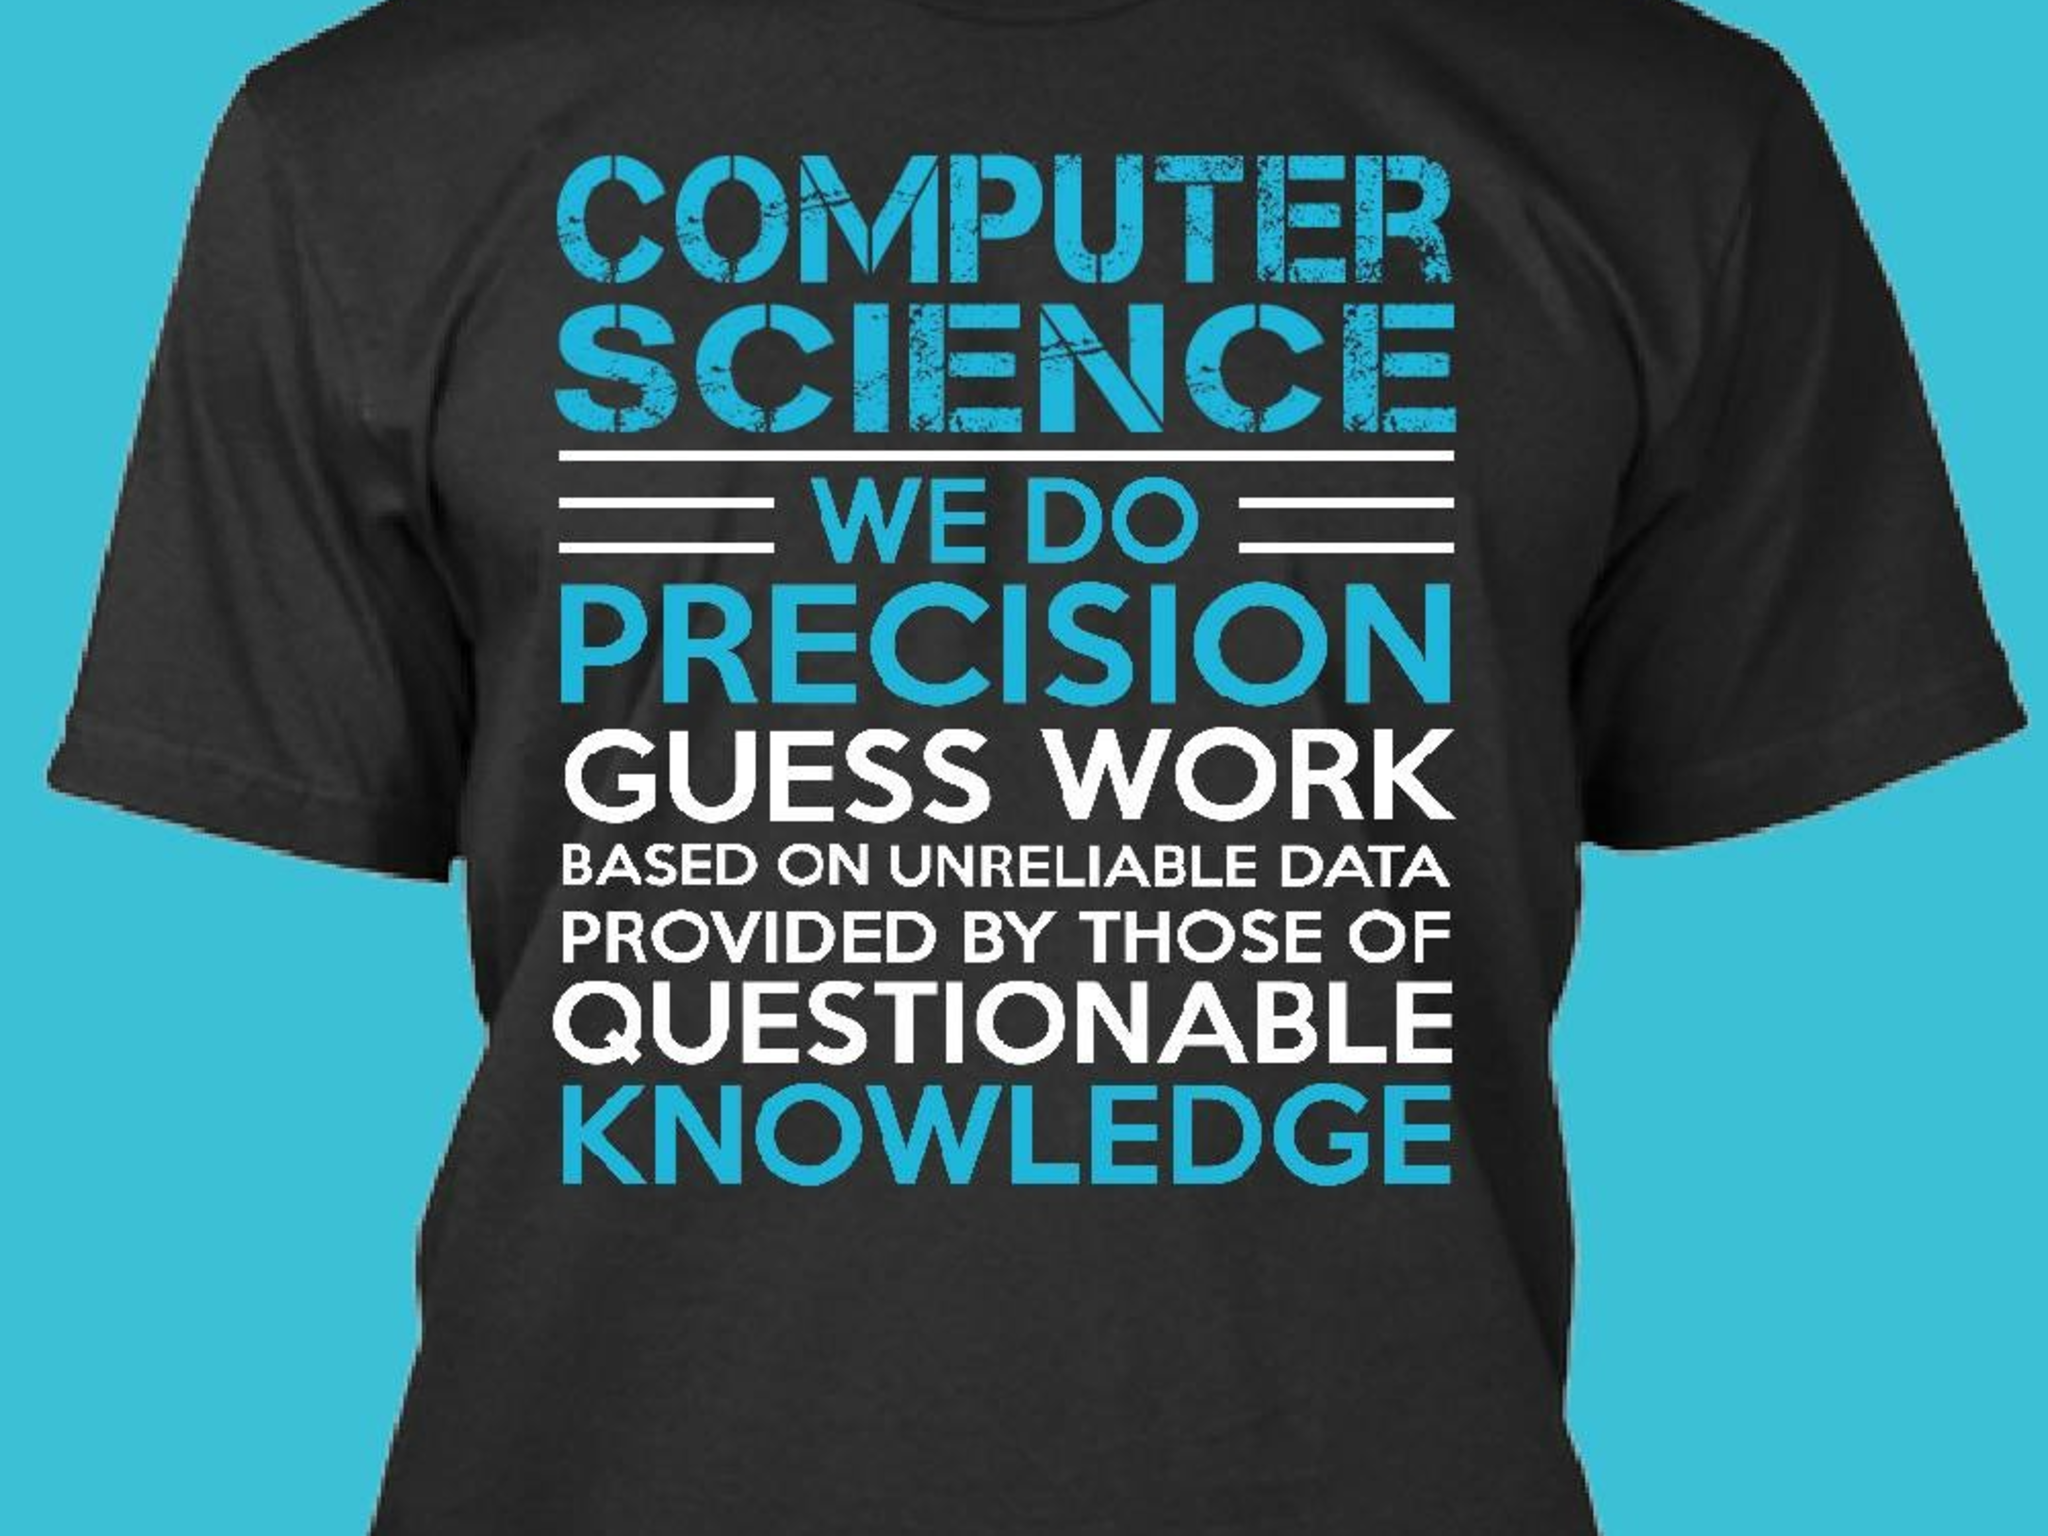 COMPUTER
SCIENCE
WE DO
PRECISION
GUESS WORK
BASED ON UNRELIABLE DATA
PROVIDED BY THOSE OF
QUESTIONABLE
KNOWLEDGE